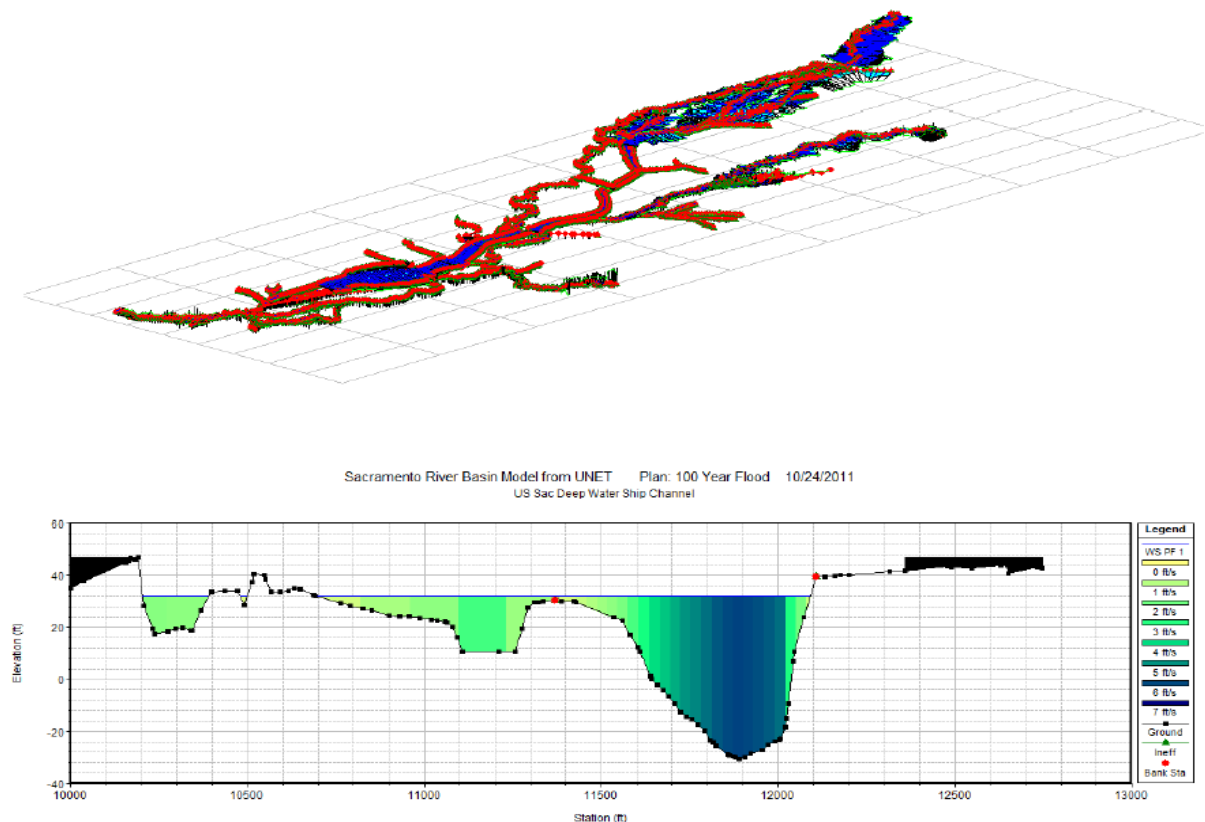 Sacramento River Basin Model from UNET Plan: 100 Year Flood 10/24/2011
US Sac Deep Water Ship Channel
Elevation (ft)
60
40
20
0
-20
-40
10000
10500
11000
11500
12000
12500
13000
Station (ft)
Legend
WS PF 1
0 ft/s
1 ft/s
2 ft/s
3 ft/s
4 ft/s
5 ft/s
6 ft/s
7 ft/s
Ground
Ineff
Bank Sta